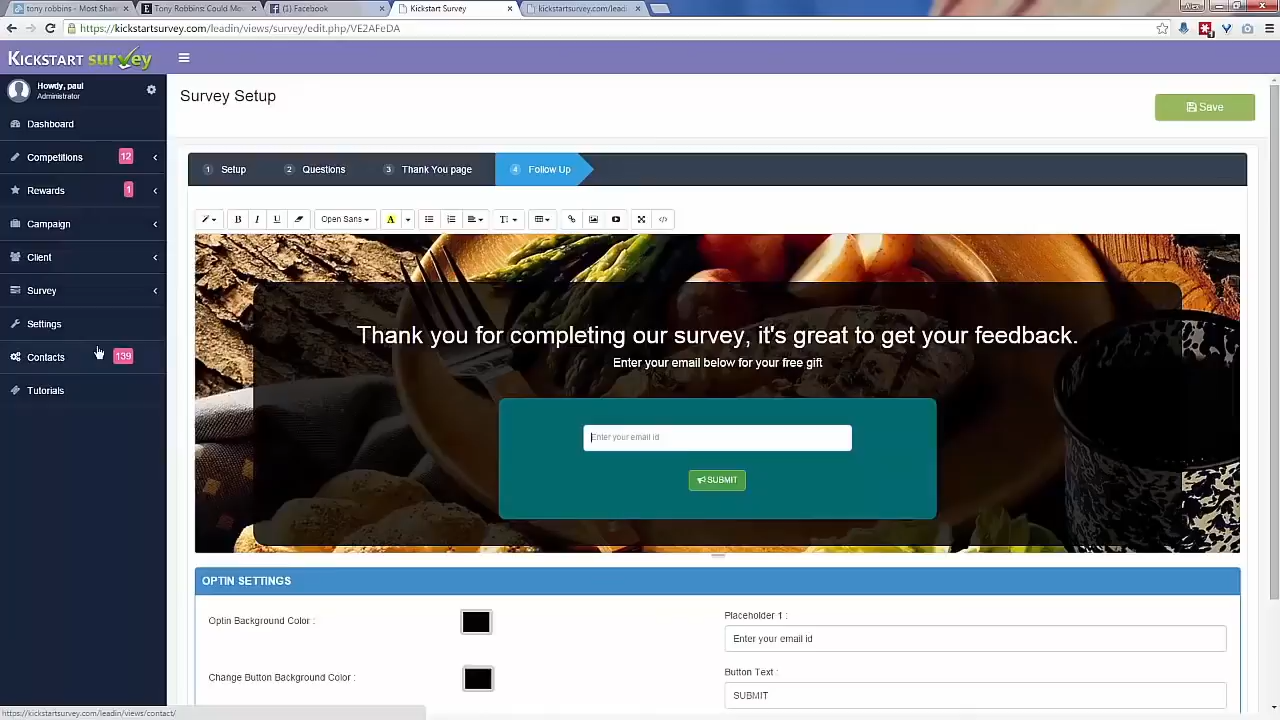 tony robbins - Most Shar
Tony Robbins: Could Mou
Facebook
Kickstart Survey
kickstartsurvey.com/leadi
https://kickstartsurvey.com/leadin/views/survey/edit.php/VE2AFeDA
KICKSTART survey
Howdy, paul
Administrator
Dashboard
Competitions 12
Rewards 1
Campaign
Client
Survey
Settings
Contacts 139
Tutorials
Survey Setup
Save
1 Setup 2 Questions 3 Thank You page 4 Follow Up
B I U Open Sans A
Thank you for completing our survey, it's great to get your feedback.
Enter your email below for your free gift
Enter your email id
SUBMIT
OPTIN SETTINGS
Optin Background Color :
Placeholder 1 :
Enter your email id
Change Button Background Color :
Button Text :
SUBMIT
https://kickstartsurvey.com/leadin/views/contact/